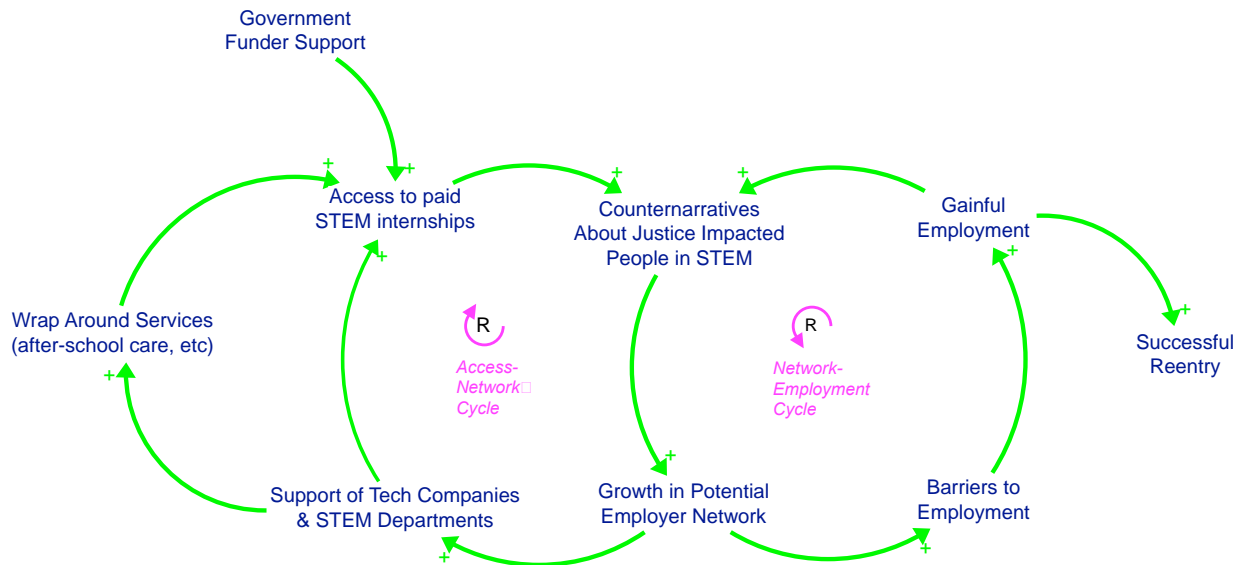 Government
Funder Support
+
+
+
+
Access to paid
STEM internships
Counternarratives
About Justice Impacted
People in STEM
Gainful
Employment
+
+
Wrap Around Services
(after-school care, etc)
+
R
Access-
Network□
Cycle
R
Network-
Employment
Cycle
+
Successful
Reentry
+
Support of Tech Companies
& STEM Departments
+
Growth in Potential
Employer Network
Barriers to
Employment
+
+